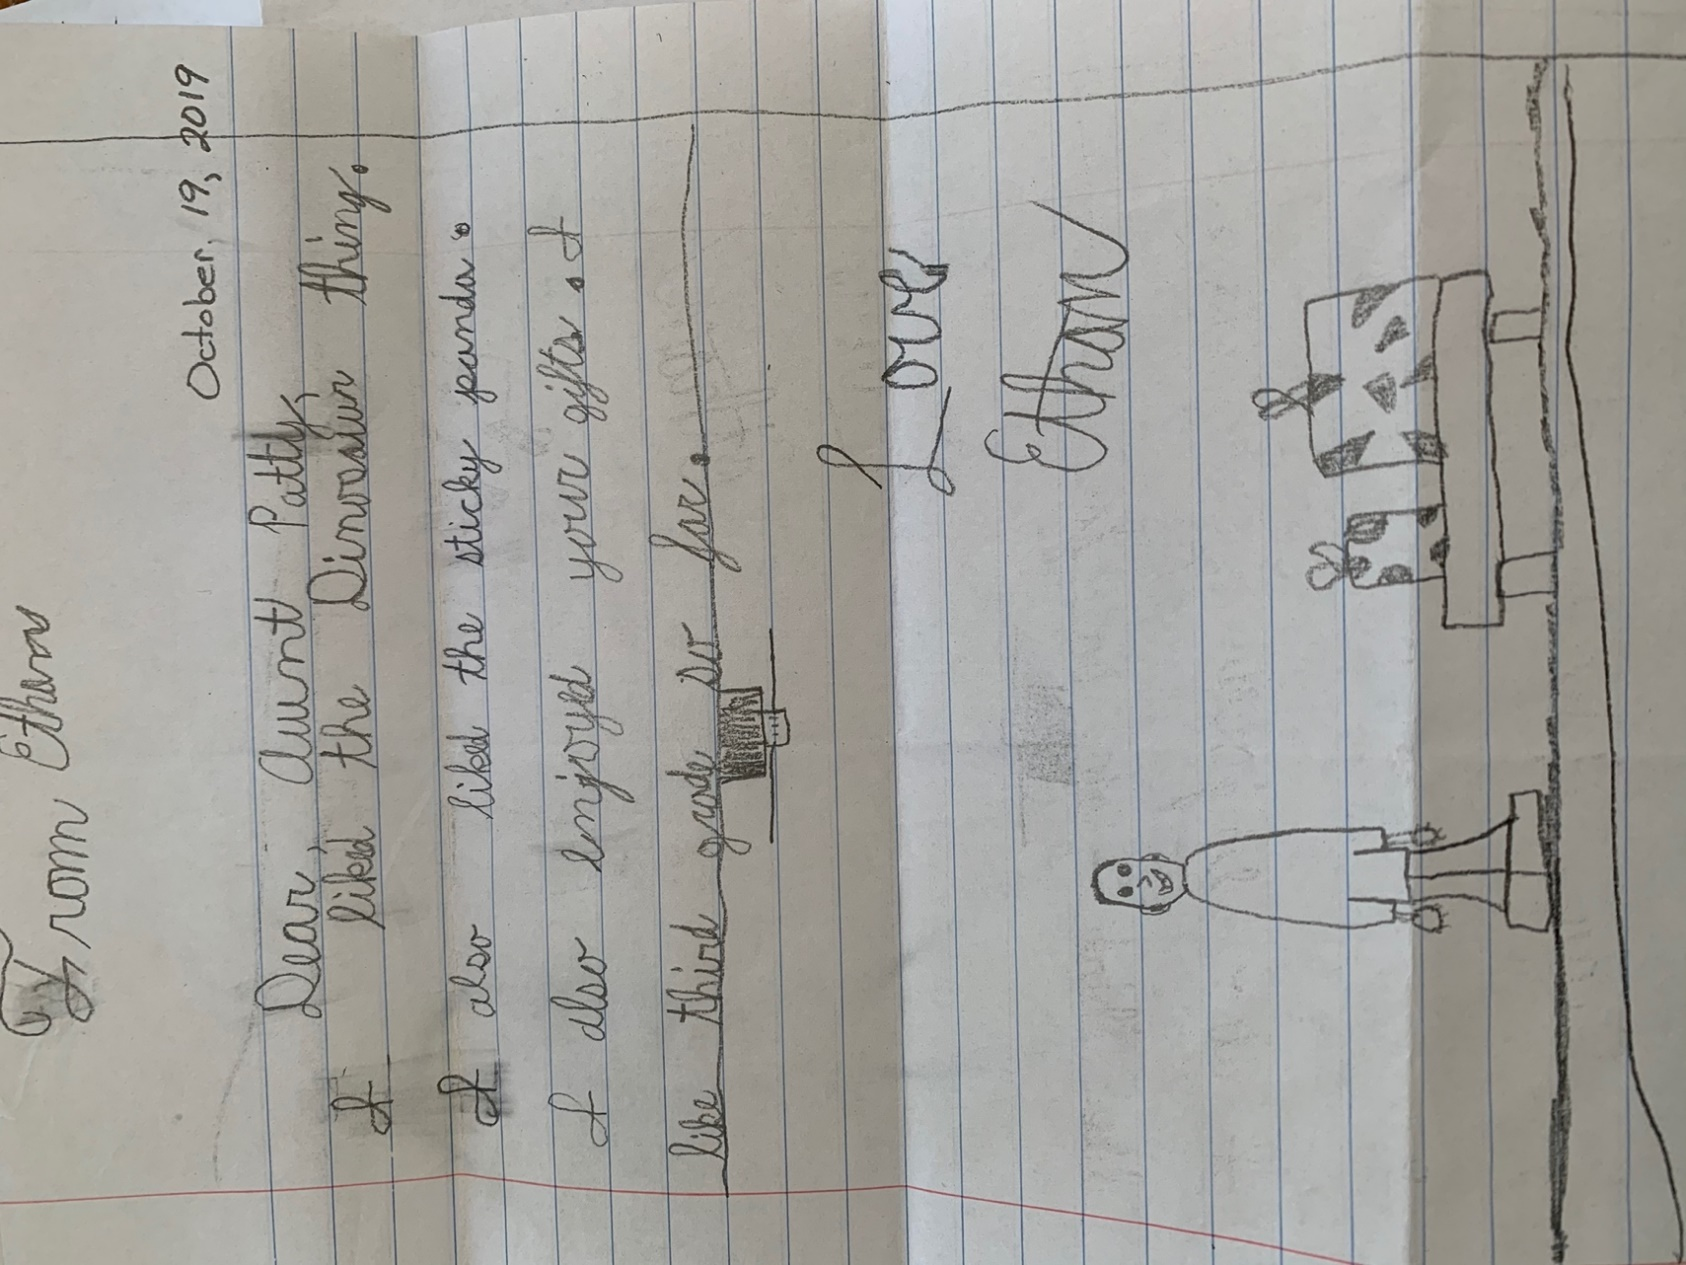 From Ethan
October, 19, 2019
Dear, Aunt Patty,
I liked the Dinosaur thing.
I also liked the sticky panda.
I also enjoyed your gifts. I
like third grade so far.
Love
Ethan